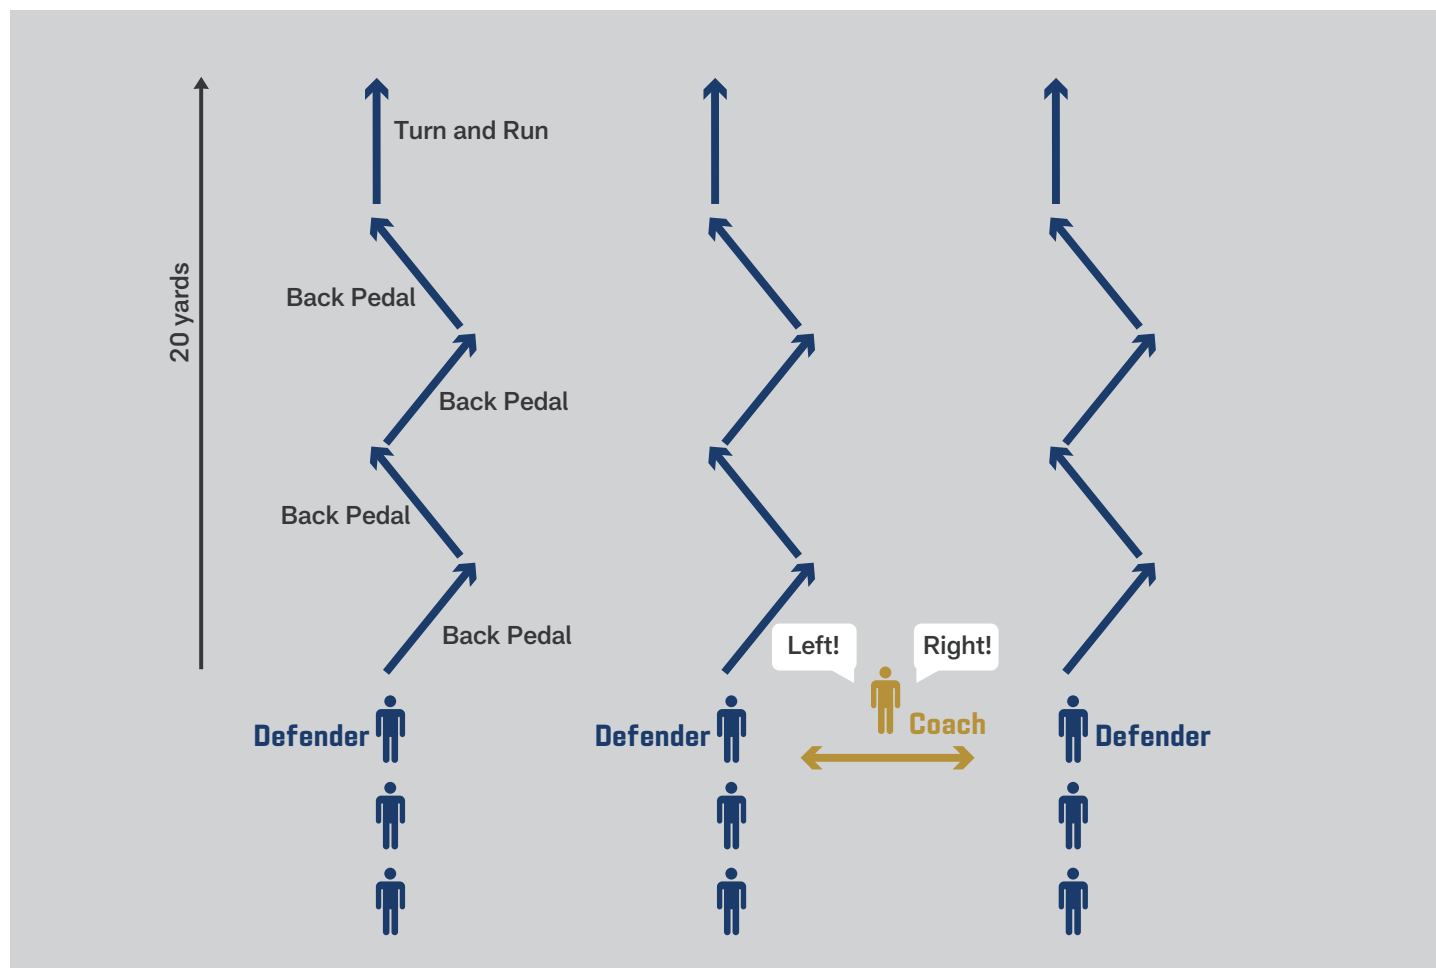 Turn and Run
20 yards
Back Pedal
Back Pedal
Back Pedal
Back Pedal
Left!
Right!
Coach
Defender
Defender
Defender